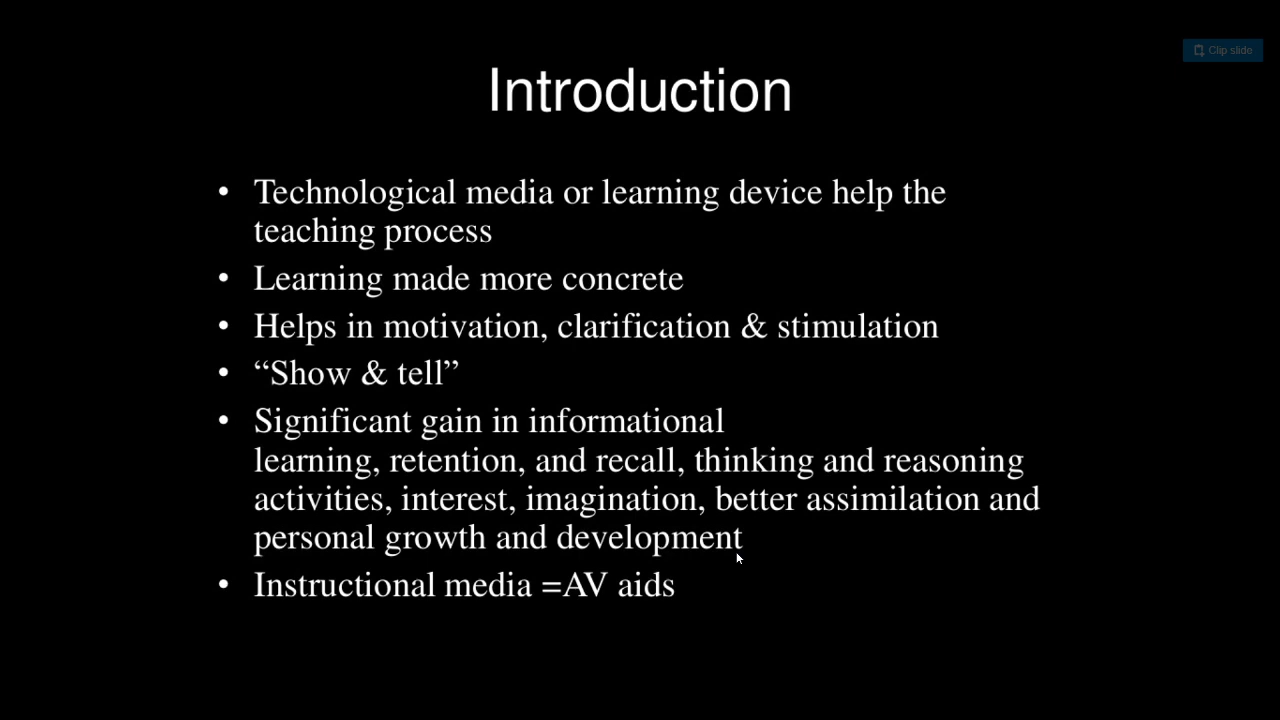 Clip slide
Introduction
• Technological media or learning device help the
teaching process
• Learning made more concrete
• Helps in motivation, clarification & stimulation
• “Show & tell”
• Significant gain in informational
learning, retention, and recall, thinking and reasoning
activities, interest, imagination, better assimilation and
personal growth and development
• Instructional media =AV aids